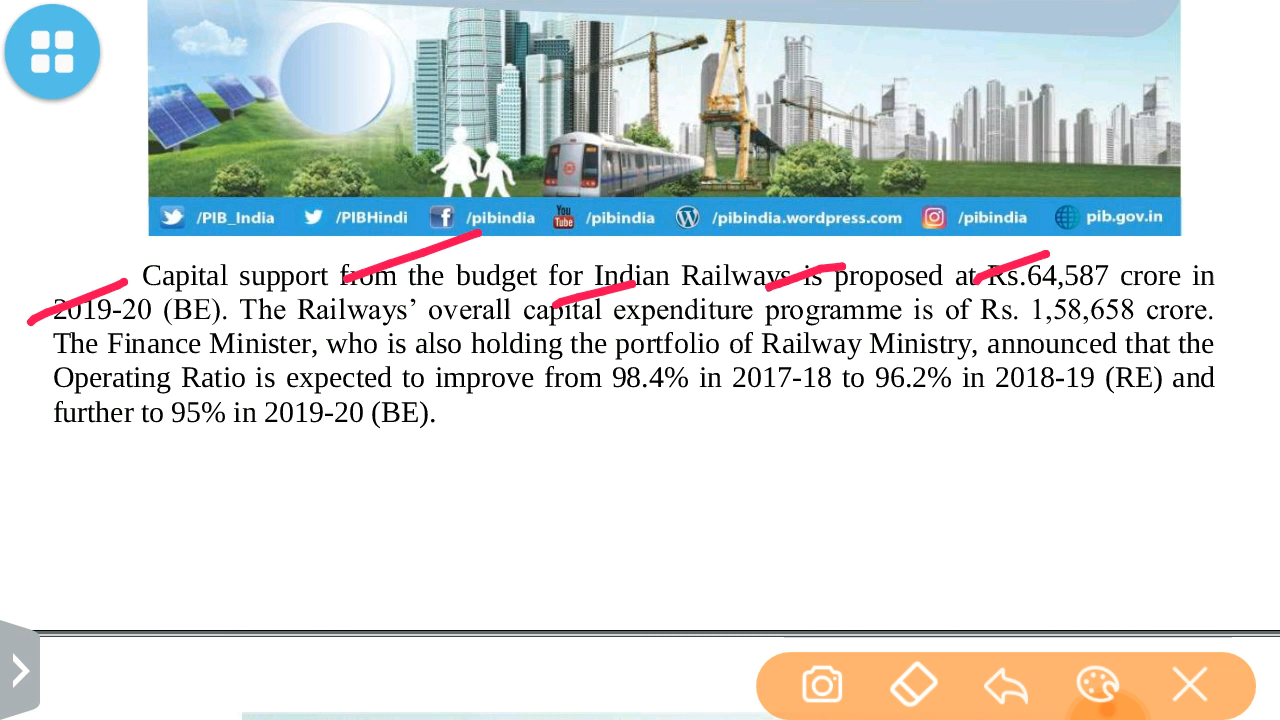 /PIB_India /PIBHindi /pibindia You Tube /pibindia /pibindia.wordpress.com /pibindia pib.gov.in
Capital support from the budget for Indian Railways is proposed at Rs.64,587 crore in
2019-20 (BE). The Railways’ overall capital expenditure programme is of Rs. 1,58,658 crore.
The Finance Minister, who is also holding the portfolio of Railway Ministry, announced that the
Operating Ratio is expected to improve from 98.4% in 2017-18 to 96.2% in 2018-19 (RE) and
further to 95% in 2019-20 (BE).